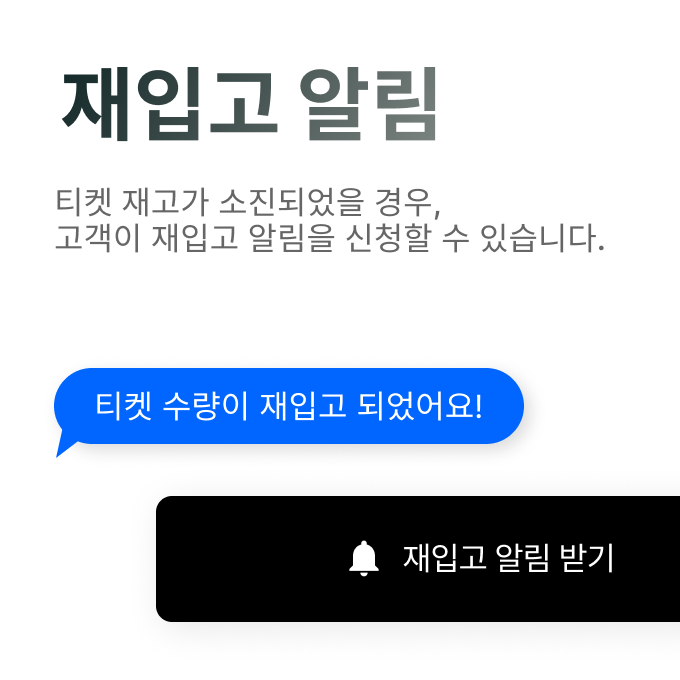 재입고 알림
티켓 재고가 소진되었을 경우,
고객이 재입고 알림을 신청할 수 있습니다.
티켓 수량이 재입고 되었어요!
재입고 알림 받기